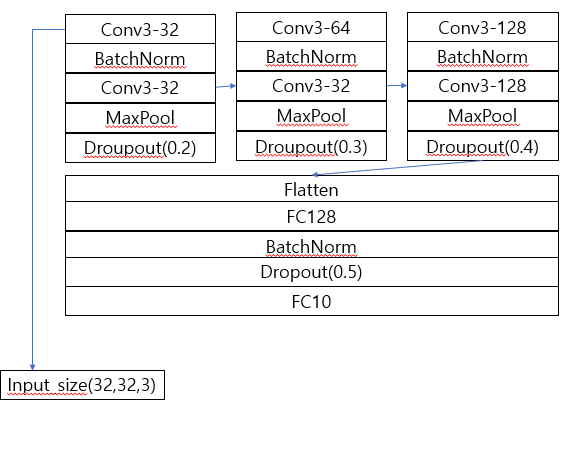 Conv3-32
BatchNorm
Conv3-32
MaxPool
Droupout(0.2)
Conv3-64
BatchNorm
Conv3-32
MaxPool
Droupout(0.3)
Conv3-128
BatchNorm
Conv3-128
MaxPool
Droupout(0.4)
Flatten
FC128
BatchNorm
Dropout(0.5)
FC10
Input_size(32,32,3)